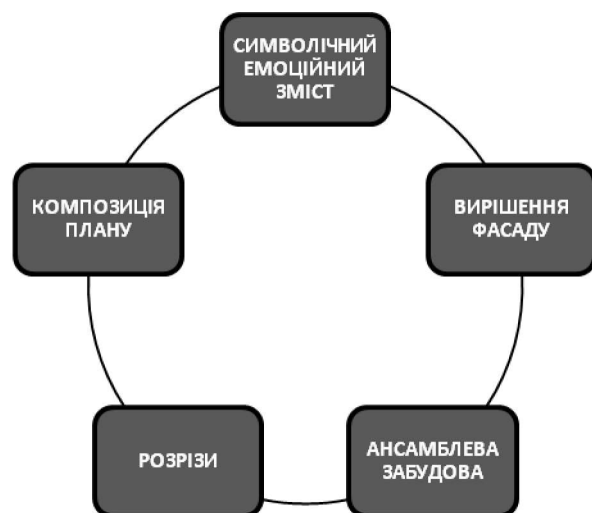 СИМВОЛІЧНИЙ
ЕМОЦІЙНИЙ
ЗМІСТ
КОМПОЗИЦІЯ
ПЛАНУ
ВИРІШЕННЯ
ФАСАДУ
РОЗРІЗИ
АНСАМБЛЕВА
ЗАБУДОВА